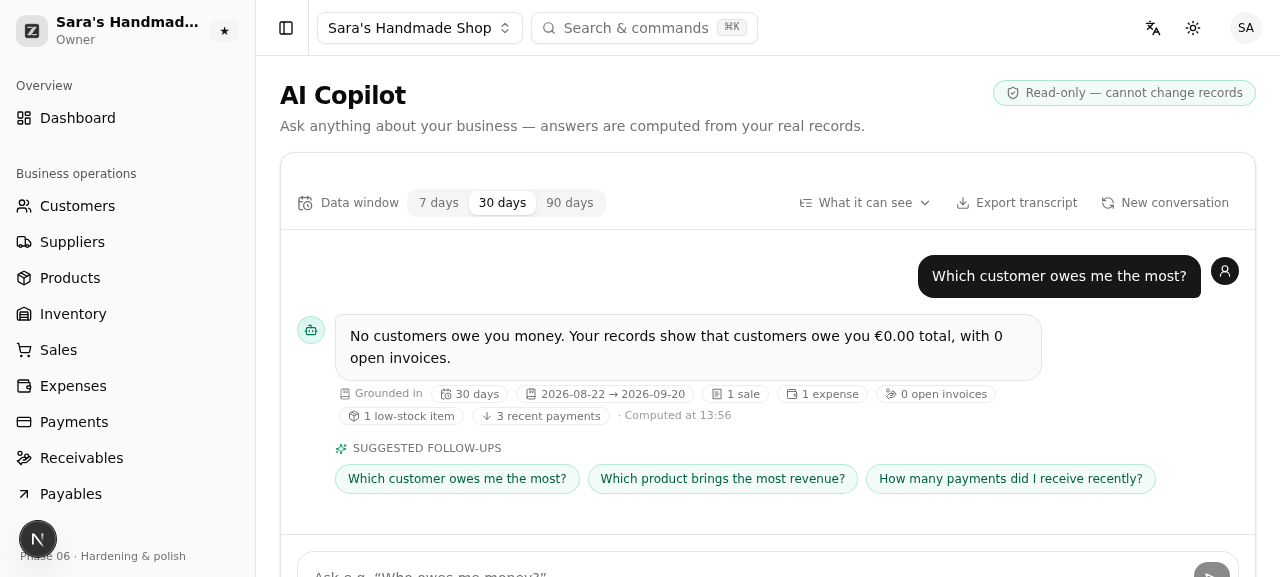 Sara's Handmad...
Owner
★
Sara's Handmade Shop
Search & commands
⌘K
SA
Overview
Dashboard
Business operations
Customers
Suppliers
Products
Inventory
Sales
Expenses
Payments
Receivables
Payables
N
Phase 06 · Hardening & polish
AI Copilot
Read-only — cannot change records
Ask anything about your business — answers are computed from your real records.
Data window
7 days
30 days
90 days
What it can see
Export transcript
New conversation
Which customer owes me the most?
No customers owe you money. Your records show that customers owe you €0.00 total, with 0
open invoices.
Grounded in
30 days
2026-08-22 → 2026-09-20
1 sale
1 expense
0 open invoices
1 low-stock item
3 recent payments
· Computed at 13:56
SUGGESTED FOLLOW-UPS
Which customer owes me the most?
Which product brings the most revenue?
How many payments did I receive recently?
Ask e.g. “Who owes me money?”